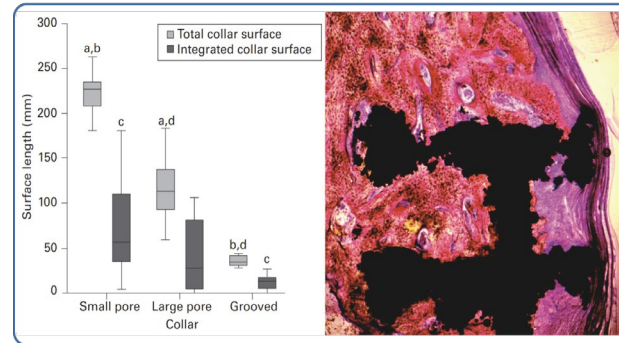 300
250
200
150
100
50
0
Surface length (mm)
Total collar surface
Integrated collar surface
a,b
c
a,d
b,d
c
Small pore
Large pore
Grooved
Collar